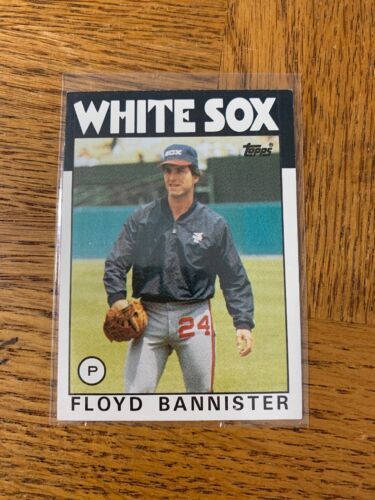 WHITE SOX
topps
SOX
24
P
FLOYD BANNISTER